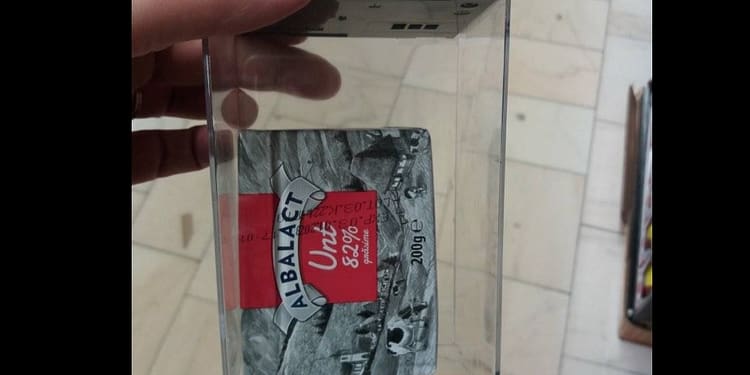 ALBALACT
Unt
82%
grăsime
200g e